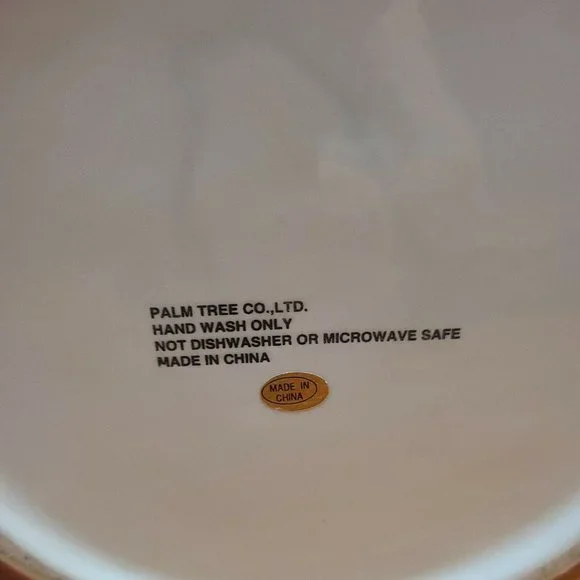 PALM TREE CO.,LTD.
HAND WASH ONLY
NOT DISHWASHER OR MICROWAVE SAFE
MADE IN CHINA
MADE IN
CHINA